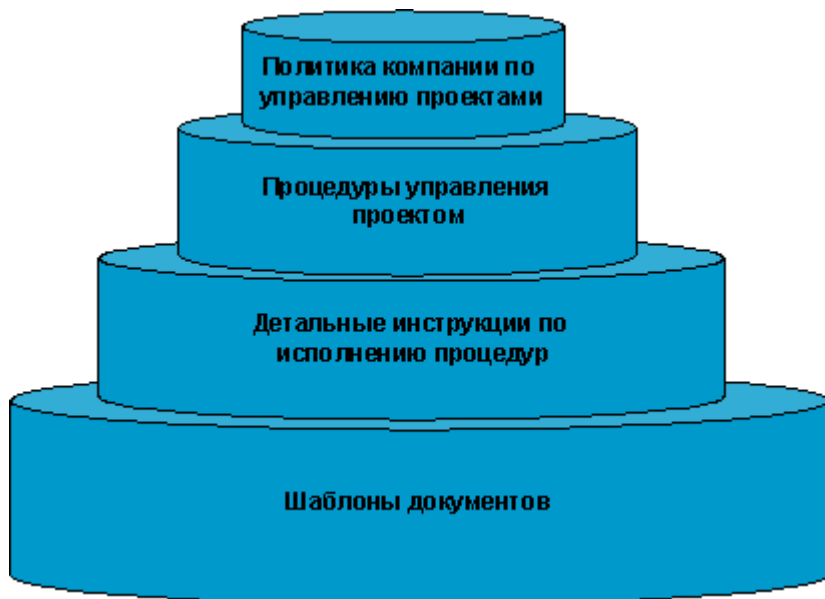 Политика компании по
управлению проектами
Процедуры управления
проектом
Детальные инструкции по
исполнению процедур
Шаблоны документов